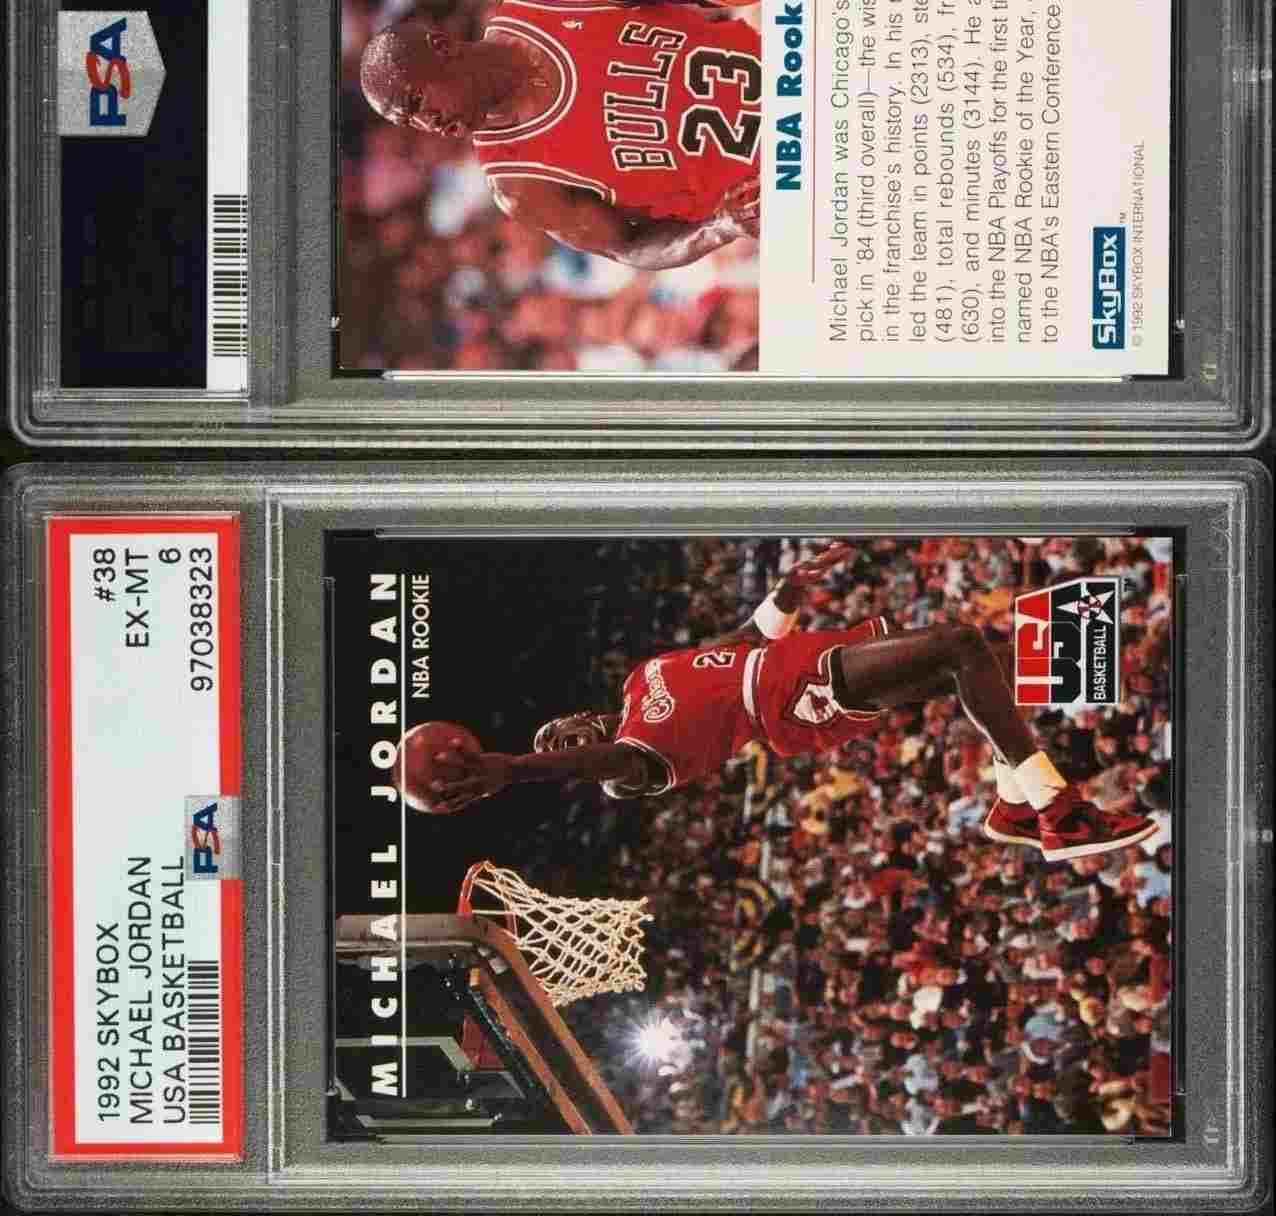 PSA
BULLS
23
NBA Rook
Michael Jordan was Chicago's
pick in '84 (third overall)—the wis
in the franchise's history. In his
led the team in points (2313), ste
(481), total rebounds (534), fr
(630), and minutes (3144). He a
into the NBA Playoffs for the first ti
named NBA Rookie of the Year,
to the NBA's Eastern Conference
SkyBox™
© 1992 SKYBOX INTERNATIONAL
1992 SKYBOX #38
MICHAEL JORDAN EX-MT
USA BASKETBALL 6
PSA 97038323
MICHAEL JORDAN
NBA ROOKIE
Chicago
2
USA
BASKETBALL